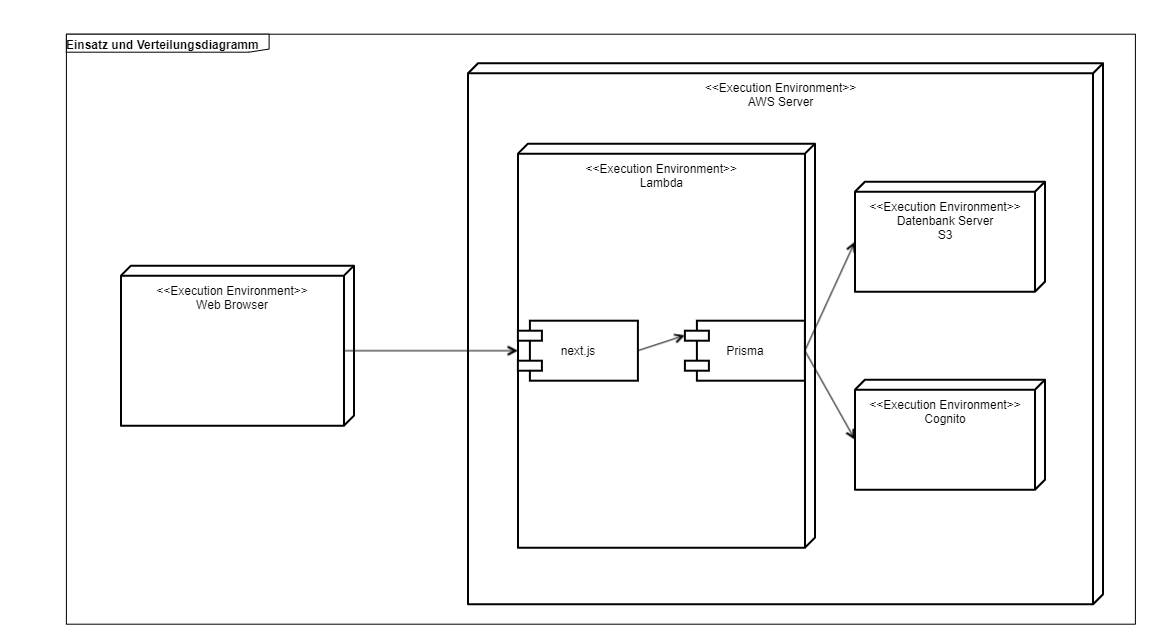 Einsatz und Verteilungsdiagramm
<<Execution Environment>>
AWS Server
<<Execution Environment>>
Lambda
<<Execution Environment>>
Datenbank Server
S3
<<Execution Environment>>
Web Browser
next.js
Prisma
<<Execution Environment>>
Cognito